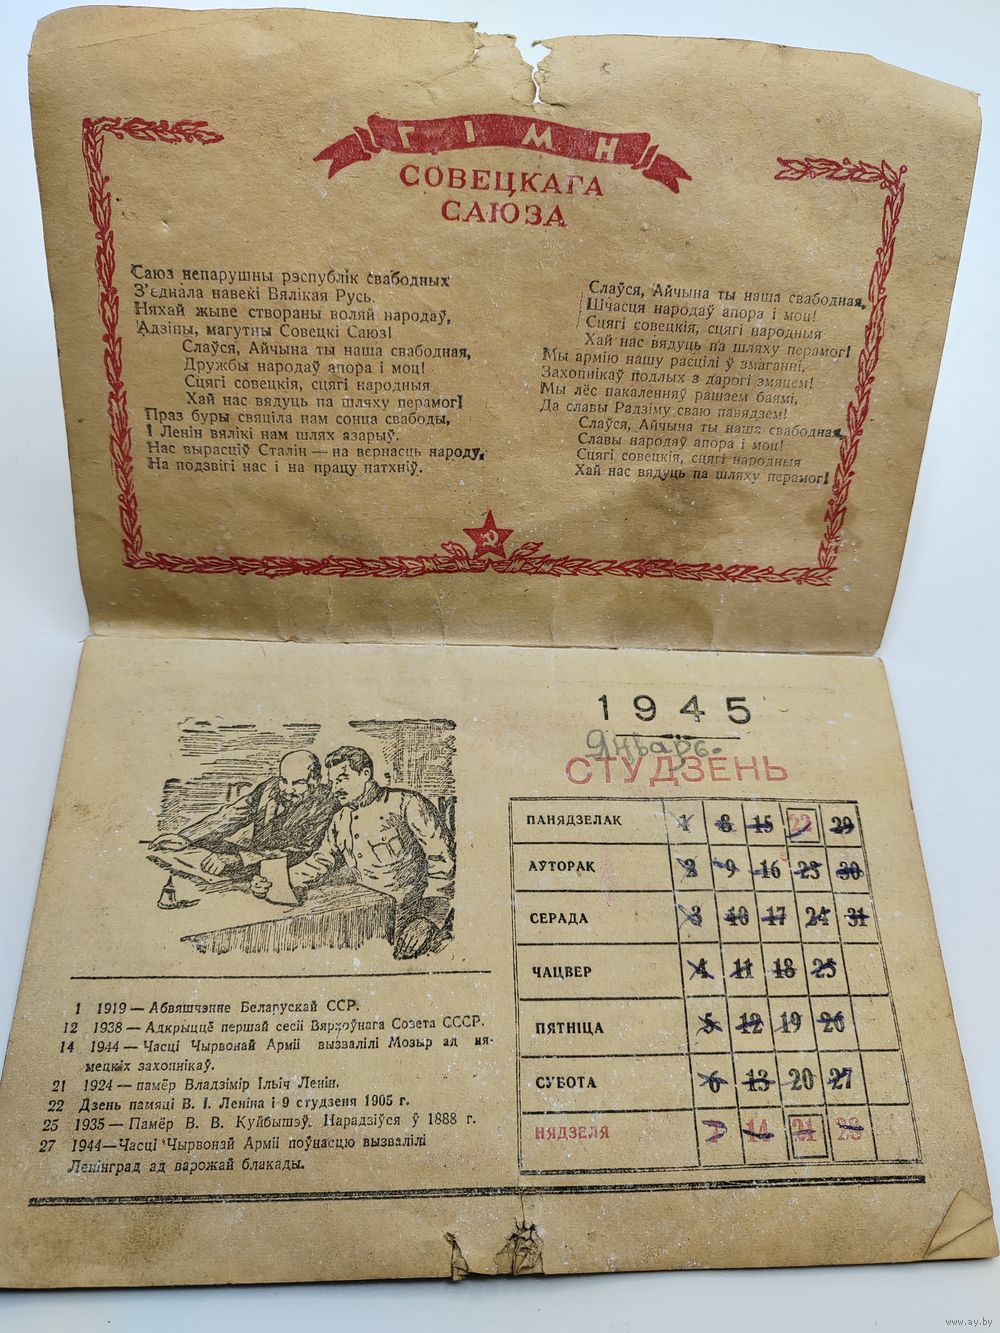 ГІМН
СОВЕЦКАГА
САЮЗА
Саюз непарушны рэспублік свабодных
З'еднала навекі Вялікая Русь.
Няхай жыве створаны воляй народаў,
Адзіны, магутны Совецкі Саюз!
Слаўся, Айчына ты наша свабодная,
Дружбы народаў апора і моц!
Сцягі совецкія, сцягі народныя
Хай нас вядуць па шляху перамог!
Праз буры свяціла нам сонца свабоды,
І Ленін вялікі нам шлях азарыў.
Нас вырасціў Сталін — на вернасць народу,
На подзвігі нас і на працу натхніў.
Слаўся, Айчына ты наша свабодная,
Шчасця народаў апора і моц!
Сцягі совецкія, сцягі народныя
Хай нас вядуць па шляху перамог!
Мы армію нашу расцілі ў змаганні,
Захопнікаў подлых з дарогі змяцем!
Мы лёс пакаленняў рашаем баямі,
Да славы Радзіму сваю павядзем!
Слаўся, Айчына ты наша свабодная,
Славы народаў апора і моц!
Сцягі совецкія, сцягі народныя
Хай нас вядуць па шляху перамог!
1 1919 — Абвяшчэнне Беларускай ССР.
12 1938 — Адкрыццё першай сесіі Вярхоўнага Совета СССР.
14 1944 — Часці Чырвонай Арміі вызвалілі Мозыр ад ня-
мецкіх захопнікаў.
21 1924 — памёр Владзімір Ільіч Ленін.
22 Дзень памяці В. І. Леніна і 9 студзеня 1905 г.
25 1935 — Памёр В. В. Куйбышэў. Нарадзіўся ў 1888 г.
27 1944—Часці Чырвонай Арміі поўнасцю вызвалілі
Ленінград ад варожай блакады.
1945
Январь.
СТУДЗЕНЬ
ПАНЯДЗЕЛАК 1 8 15 22 29
АУТОРАК 2 9 16 23 30
СЕРАДА 3 10 17 24 31
ЧАЦВЕР 4 11 18 25
ПЯТНІЦА 5 12 19 26
СУБОТА 6 13 20 27
НЯДЗЕЛЯ 7 14 21 28
www.ay.by